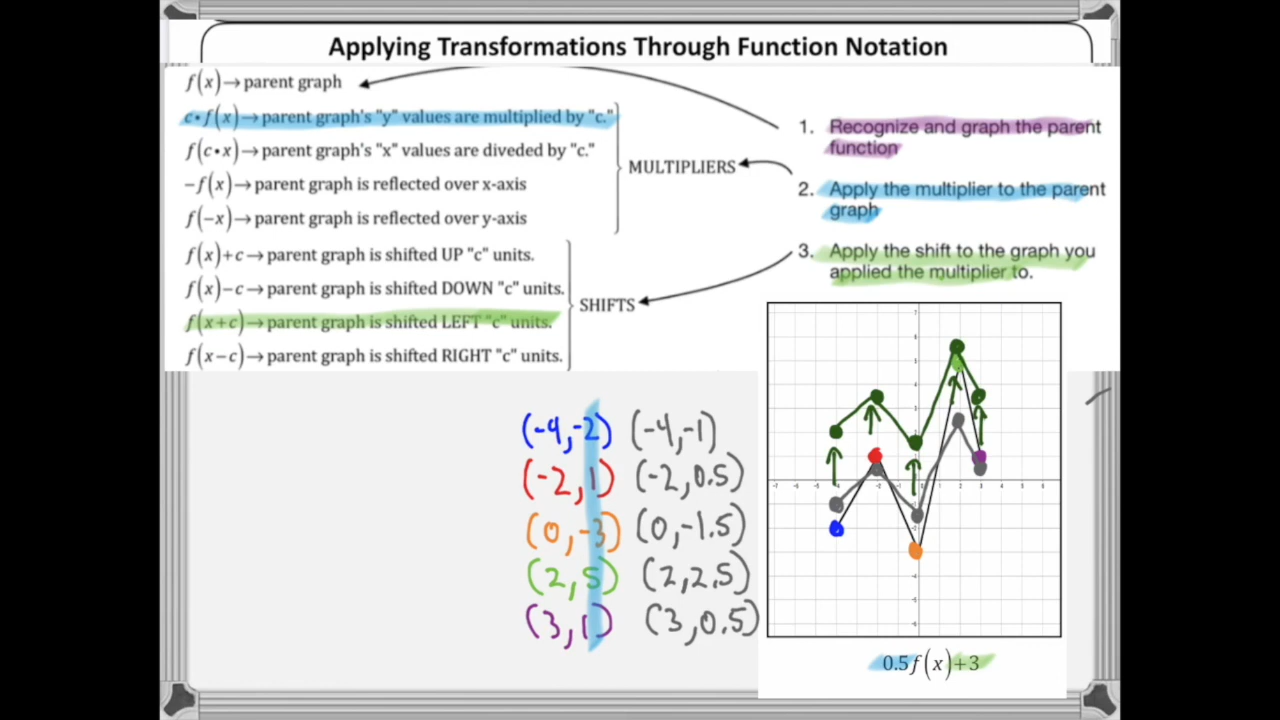 Applying Transformations Through Function Notation
f(x)→parent graph
c•f(x)→parent graph's "y" values are multiplied by "c."
f(c•x)→parent graph's "x" values are diveded by "c."
−f(x)→parent graph is reflected over x-axis
f(−x)→parent graph is reflected over y-axis
MULTIPLIERS
f(x)+c→parent graph is shifted UP "c" units.
f(x)−c→parent graph is shifted DOWN "c" units.
f(x+c)→parent graph is shifted LEFT "c" units.
f(x−c)→parent graph is shifted RIGHT "c" units.
SHIFTS
1. Recognize and graph the parent
function
2. Apply the multiplier to the parent
graph
3. Apply the shift to the graph you
applied the multiplier to.
(-4,-2) (-4,-1)
(-2,1) (-2,0.5)
(0,-3) (0,-1.5)
(2,5) (2,2.5)
(3,1) (3,0.5)
0.5f(x)+3